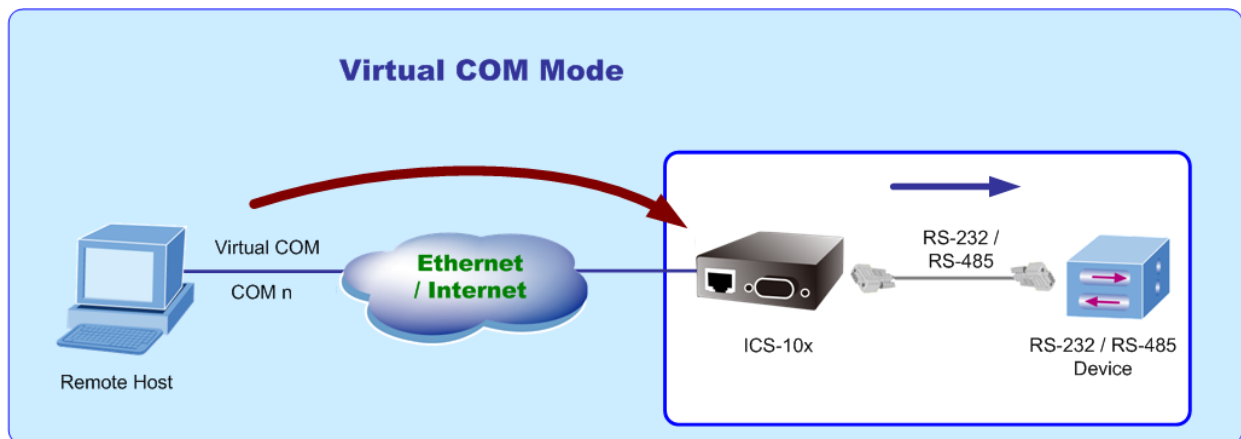 Virtual COM Mode
Virtual COM
COM n
Ethernet
/ Internet
RS-232 /
RS-485
Remote Host
ICS-10x
RS-232 / RS-485
Device